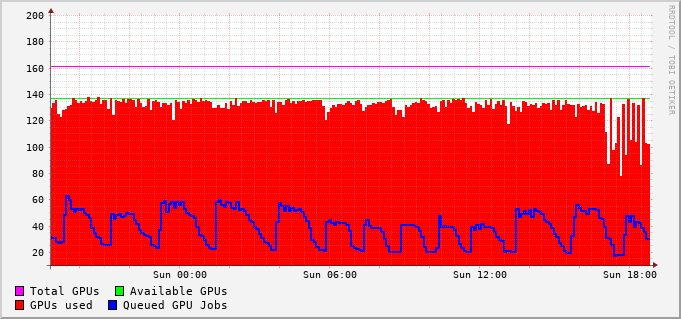 RRDTOOL / TOBI OETIKER
200
180
160
140
120
100
80
60
40
20
Sun 00:00 Sun 06:00 Sun 12:00 Sun 18:00
Total GPUs Available GPUs
GPUs used Queued GPU Jobs